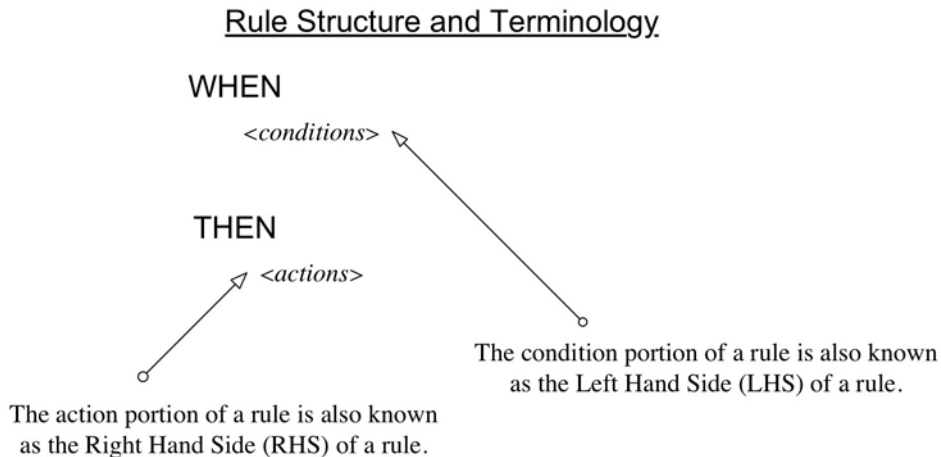 Rule Structure and Terminology
WHEN
<conditions>
THEN
<actions>
The condition portion of a rule is also known
as the Left Hand Side (LHS) of a rule.
The action portion of a rule is also known
as the Right Hand Side (RHS) of a rule.